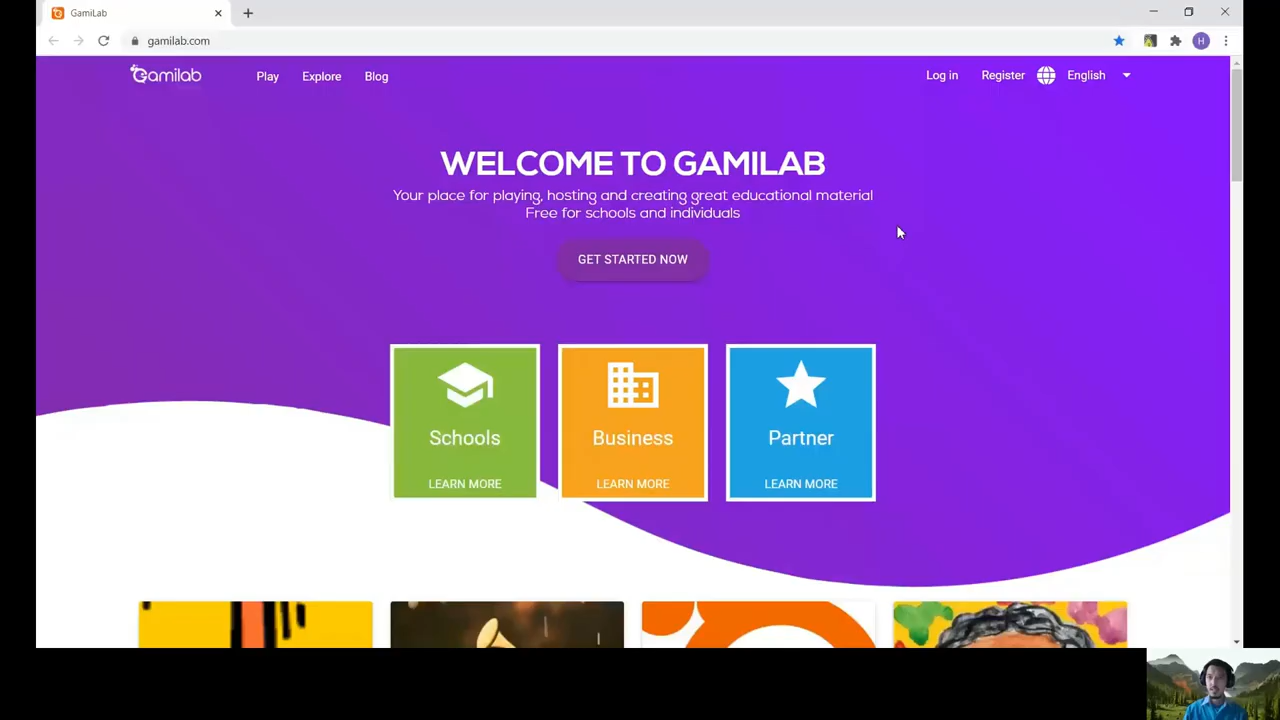 GamiLab
gamilab.com
H
Gamilab
Play
Explore
Blog
Log in
Register
English
WELCOME TO GAMILAB
Your place for playing, hosting and creating great educational material
Free for schools and individuals
GET STARTED NOW
Schools
LEARN MORE
Business
LEARN MORE
Partner
LEARN MORE